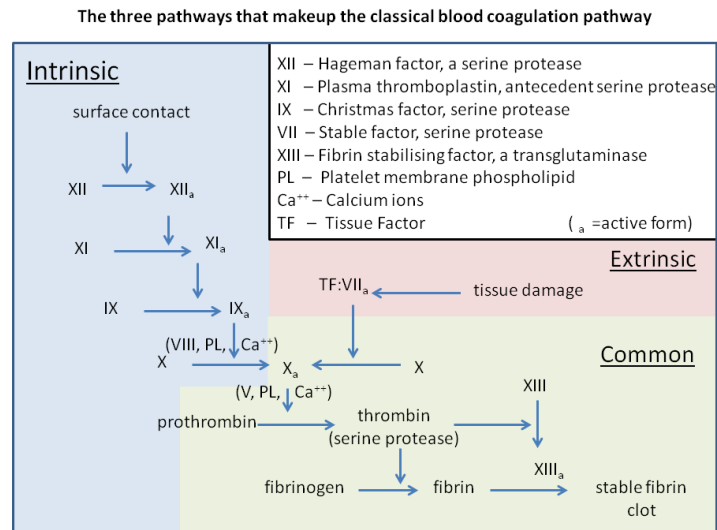 The three pathways that makeup the classical blood coagulation pathway
Intrinsic
surface contact
XII
XIIa
XI
XIa
IX
IXa
(VIII, PL, Ca++)
X
XII – Hageman factor, a serine protease
XI – Plasma thromboplastin, antecedent serine protease
IX – Christmas factor, serine protease
VII – Stable factor, serine protease
XIII – Fibrin stabilising factor, a transglutaminase
PL – Platelet membrane phospholipid
Ca++ – Calcium ions
TF – Tissue Factor ( a =active form)
Extrinsic
TF:VIIa
tissue damage
Common
Xa
X
(V, PL, Ca++)
XIII
prothrombin
thrombin
(serine protease)
XIIIa
fibrinogen
fibrin
stable fibrin
clot